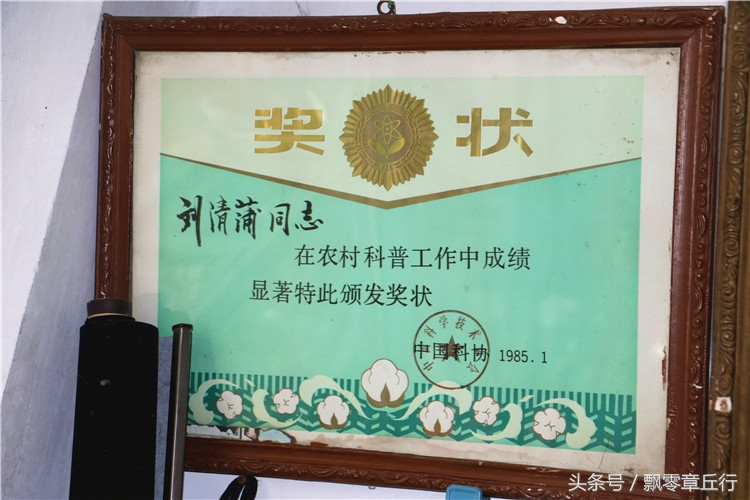 奖状
刘清蒲同志
在农村科普工作中成绩
显著特此颁发奖状
中国科协 1985.1
头条号 / 飘零章丘行